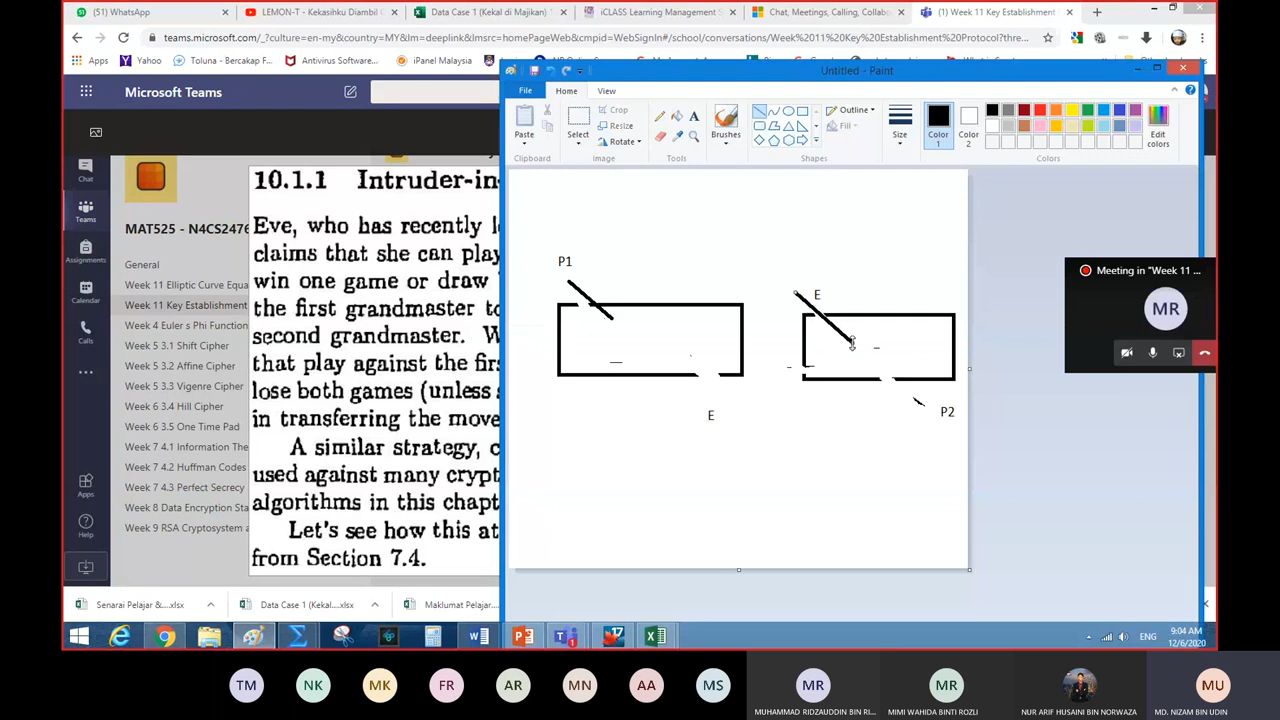 (51) WhatsApp
LEMON-T - Kekasihku Diambil C
Data Case 1 (Kekal di Majikan)
iCLASS Learning Management S
Chat, Meetings, Calling, Collabo
(1) Week 11 Key Establishment
teams.microsoft.com/_?culture=en-my&country=MY&lm=deeplink&lmsrc=homePageWeb&cmpid=WebSignIn#/school/conversations/Week%2011%20Key%20Establishment%20Protocol?thre...
Apps
Yahoo
Toluna - Bercakap F
Antivirus Software...
iPanel Malaysia
Untitled - Paint
Microsoft Teams
File
Home
View
Paste
Select
Crop
Resize
Rotate
Brushes
Outline
Fill
Size
Color
1
Color
2
Edit
colors
Clipboard
Image
Tools
Shapes
Colors
Chat
Teams
Assignments
Calendar
Calls
Apps
Help
MAT525 - N4CS2476
General
Week 11 Elliptic Curve Equa
Week 11 Key Establishment
Week 4 Euler s Phi Function
Week 5 3.1 Shift Cipher
Week 5 3.2 Affine Cipher
Week 5 3.3 Vigenre Cipher
Week 6 3.4 Hill Cipher
Week 6 3.5 One Time Pad
Week 7 4.1 Information The
Week 7 4.2 Huffman Codes
Week 7 4.3 Perfect Secrecy
Week 8 Data Encryption Sta
Week 9 RSA Cryptosystem a
10.1.1 Intruder-in-
Eve, who has recently l
claims that she can play
win one game or draw
the first grandmaster to
second grandmaster. W
that play against the firs
lose both games (unless s
in transferring the move
A similar strategy, c
used against many crypt
algorithms in this chapt
Let's see how this at
from Section 7.4.
P1
E
E
P2
Meeting in "Week 11 ...
MR
Senarai Pelajar &....xlsx
Data Case 1 (Kekal....xlsx
Maklumat Pelajar....
ENG
9:04 AM
12/6/2020
TM
NK
MK
FR
AR
MN
AA
MS
MR
MR
MU
MUHAMMAD RIDZAUDDIN BIN RI...
MIMI WAHIDA BINTI ROZLI
NUR ARIF HUSAINI BIN NORWAZA
MD. NIZAM BIN UDIN